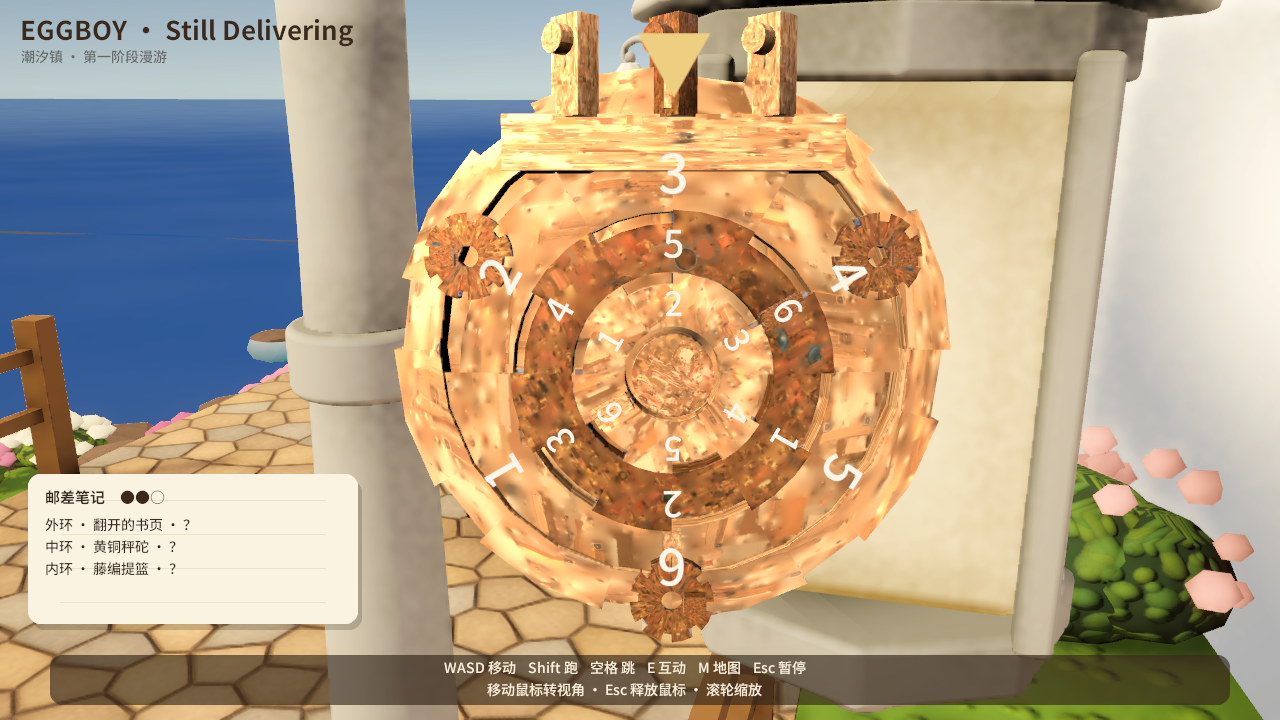 EGGBOY · Still Delivering
潮汐镇 · 第一阶段漫游
3
5
2
2
4
4
6
1
3
6
4
3
1
5
1
5
2
6
邮差笔记 ●●○
外环 · 翻开的书页 · ?
中环 · 黄铜秤砣 · ?
内环 · 藤编提篮 · ?
WASD 移动 Shift 跑 空格 跳 E 互动 M 地图 Esc 暂停
移动鼠标转视角 · Esc 释放鼠标 · 滚轮缩放